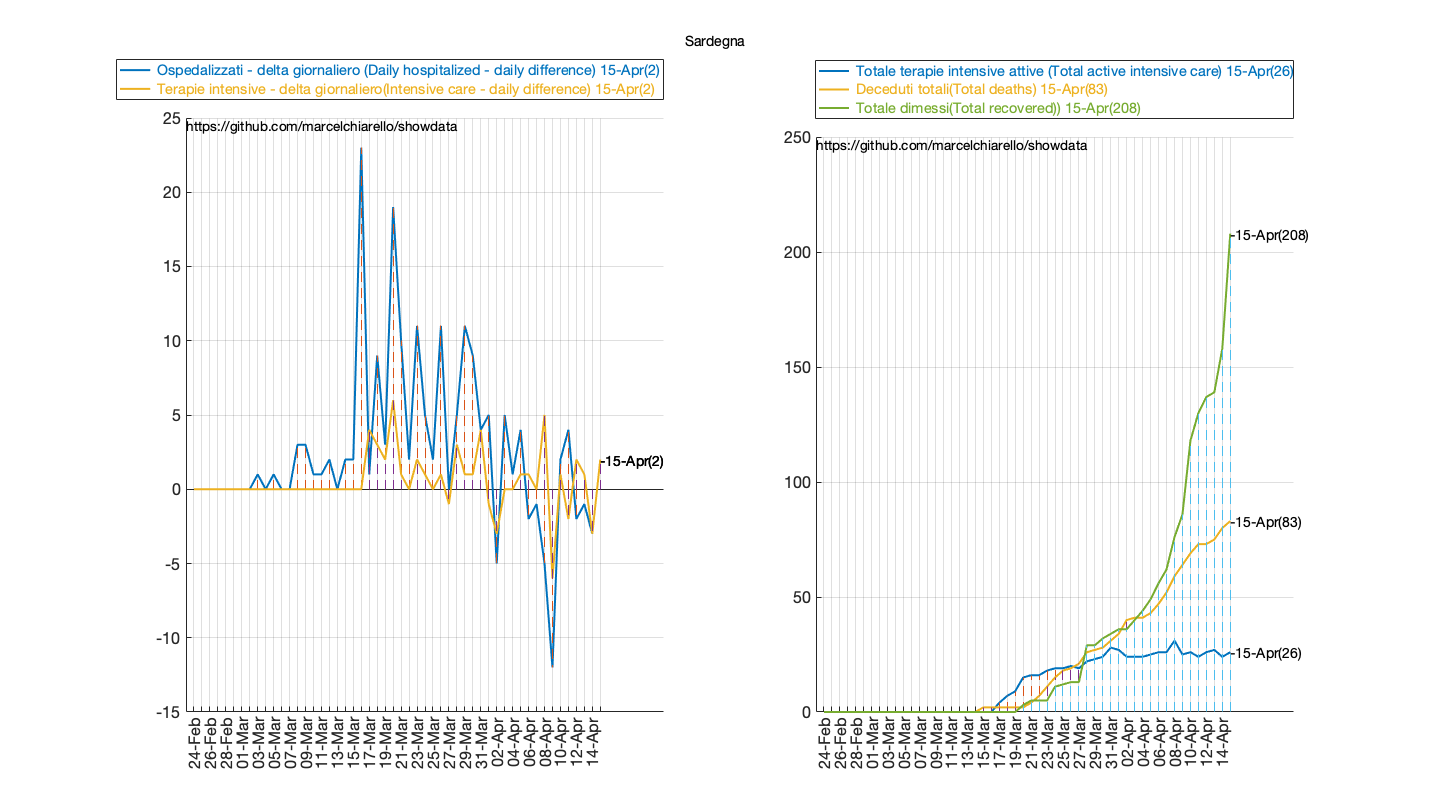 Sardegna
Ospedalizzati - delta giornaliero (Daily hospitalized - daily difference) 15-Apr(2)
Terapie intensive - delta giornaliero(Intensive care - daily difference) 15-Apr(2)
https://github.com/marcelchiarello/showdata
25
20
15
10
5
0
-5
-10
-15
-15-Apr(2)
24-Feb
26-Feb
28-Feb
01-Mar
03-Mar
05-Mar
07-Mar
09-Mar
11-Mar
13-Mar
15-Mar
17-Mar
19-Mar
21-Mar
23-Mar
25-Mar
27-Mar
29-Mar
31-Mar
02-Apr
04-Apr
06-Apr
08-Apr
10-Apr
12-Apr
14-Apr
Totale terapie intensive attive (Total active intensive care) 15-Apr(26)
Deceduti totali(Total deaths) 15-Apr(83)
Totale dimessi(Total recovered)) 15-Apr(208)
https://github.com/marcelchiarello/showdata
250
200
150
100
50
0
-15-Apr(208)
-15-Apr(83)
-15-Apr(26)
24-Feb
26-Feb
28-Feb
01-Mar
03-Mar
05-Mar
07-Mar
09-Mar
11-Mar
13-Mar
15-Mar
17-Mar
19-Mar
21-Mar
23-Mar
25-Mar
27-Mar
29-Mar
31-Mar
02-Apr
04-Apr
06-Apr
08-Apr
10-Apr
12-Apr
14-Apr